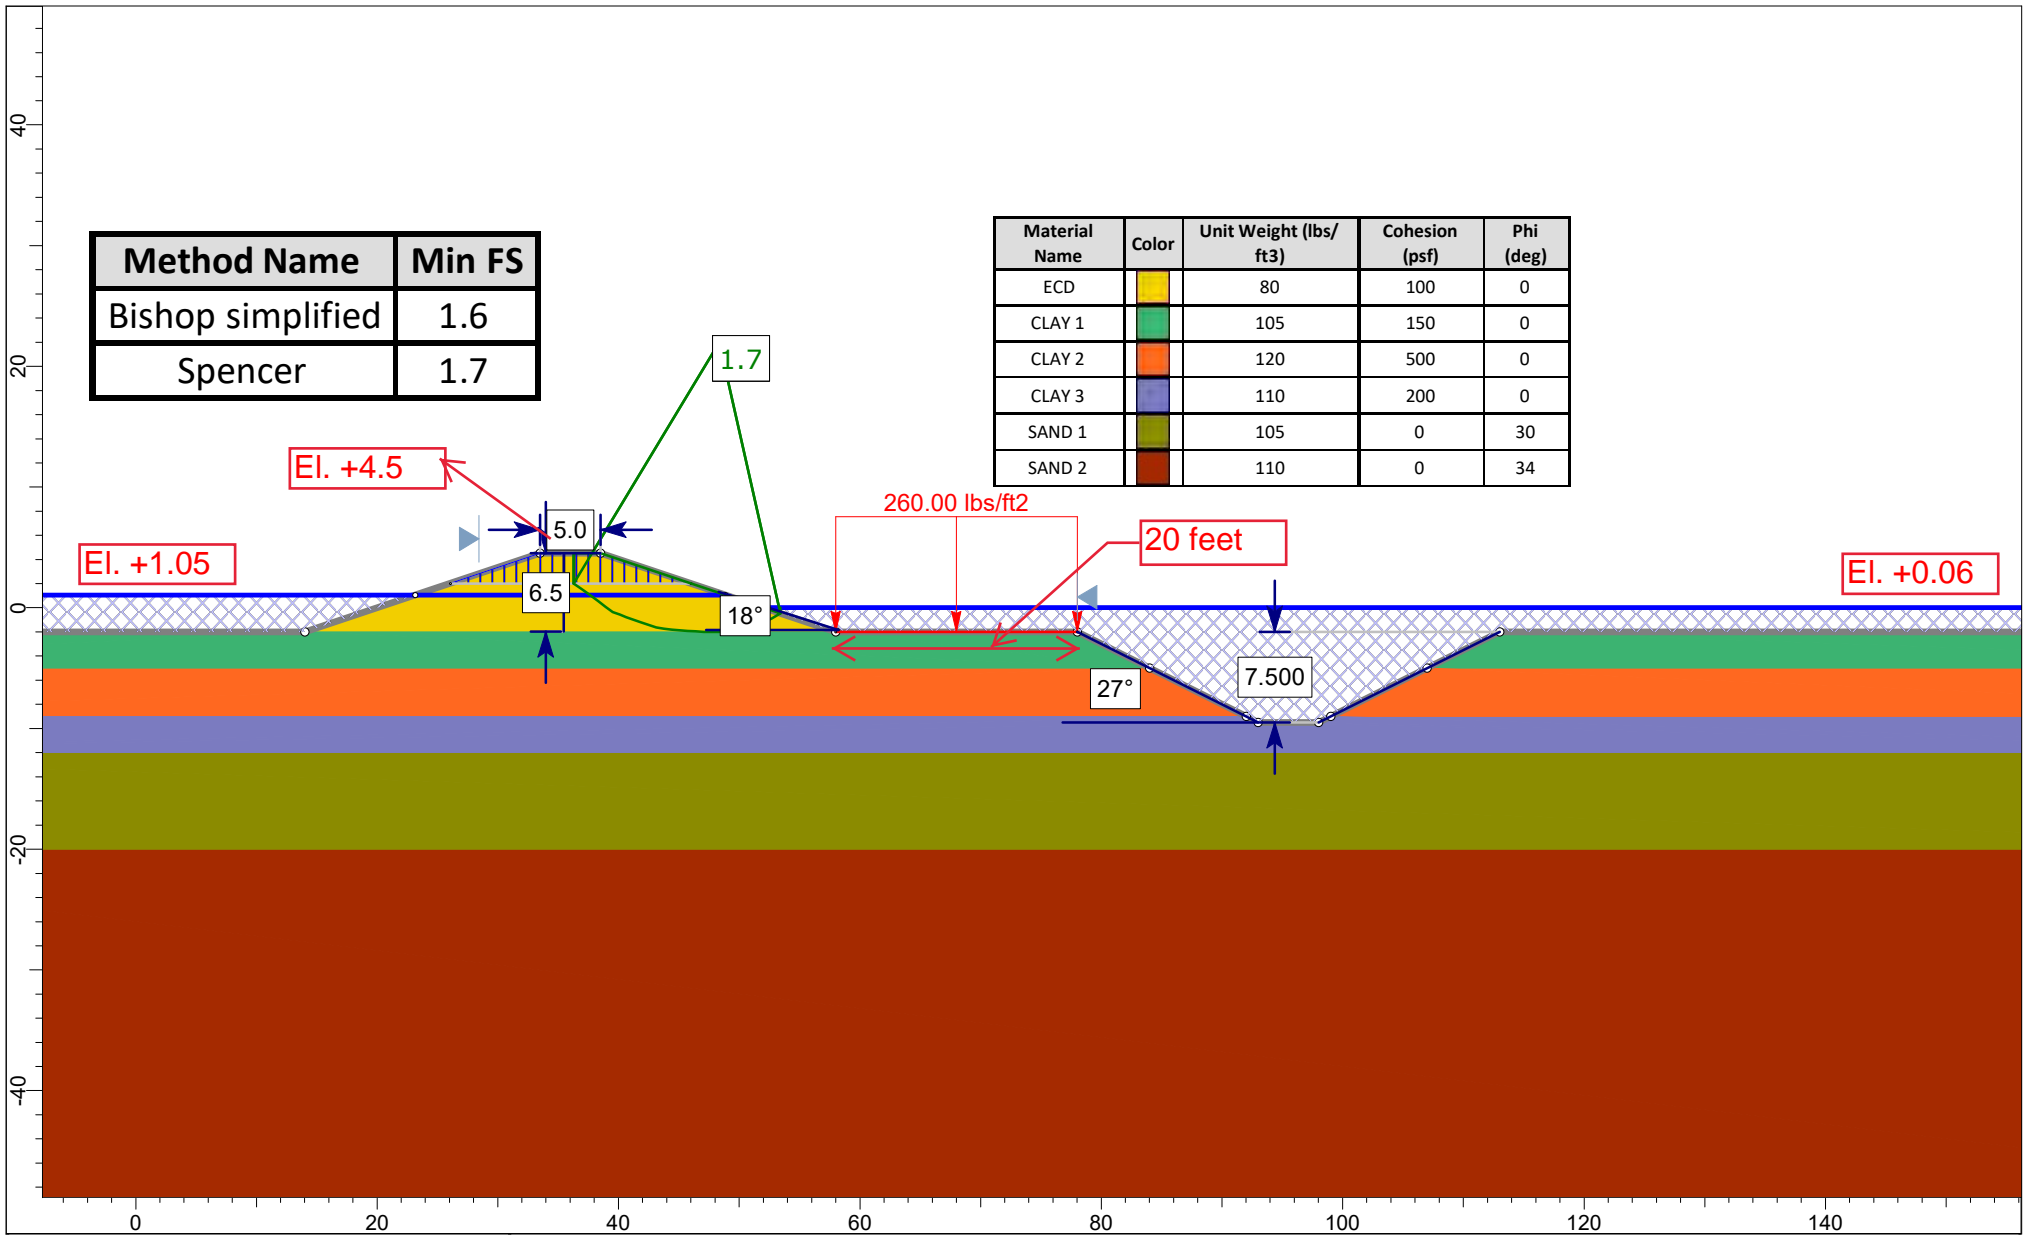 40
20
0
-20
-40
Method Name Min FS
Bishop simplified 1.6
Spencer 1.7
Material Name Color Unit Weight (lbs/ft3) Cohesion (psf) Phi (deg)
ECD 80 100 0
CLAY 1 105 150 0
CLAY 2 120 500 0
CLAY 3 110 200 0
SAND 1 105 0 30
SAND 2 110 0 34
1.7
El. +4.5
260.00 lbs/ft2
5.0
20 feet
El. +1.05
El. +0.06
6.5
18°
27°
7.500
0 20 40 60 80 100 120 140